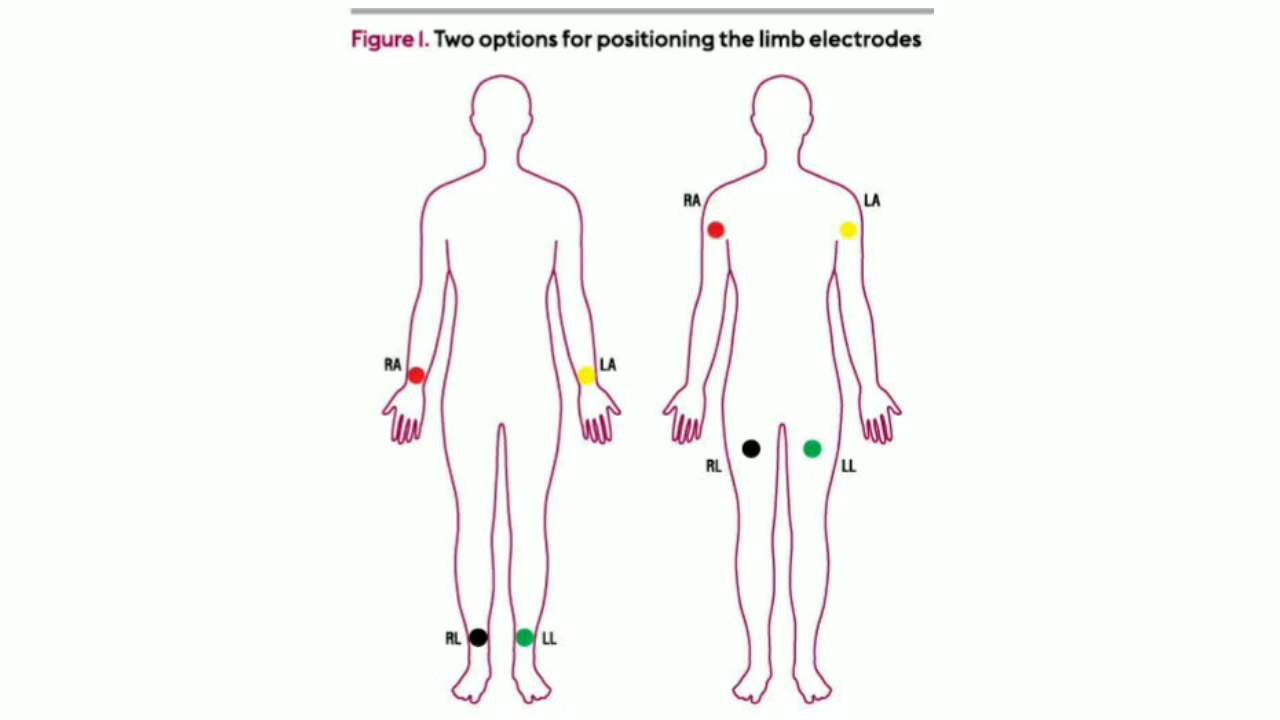 Figure 1. Two options for positioning the limb electrodes
RA
LA
RA
LA
RL
LL
RL
LL